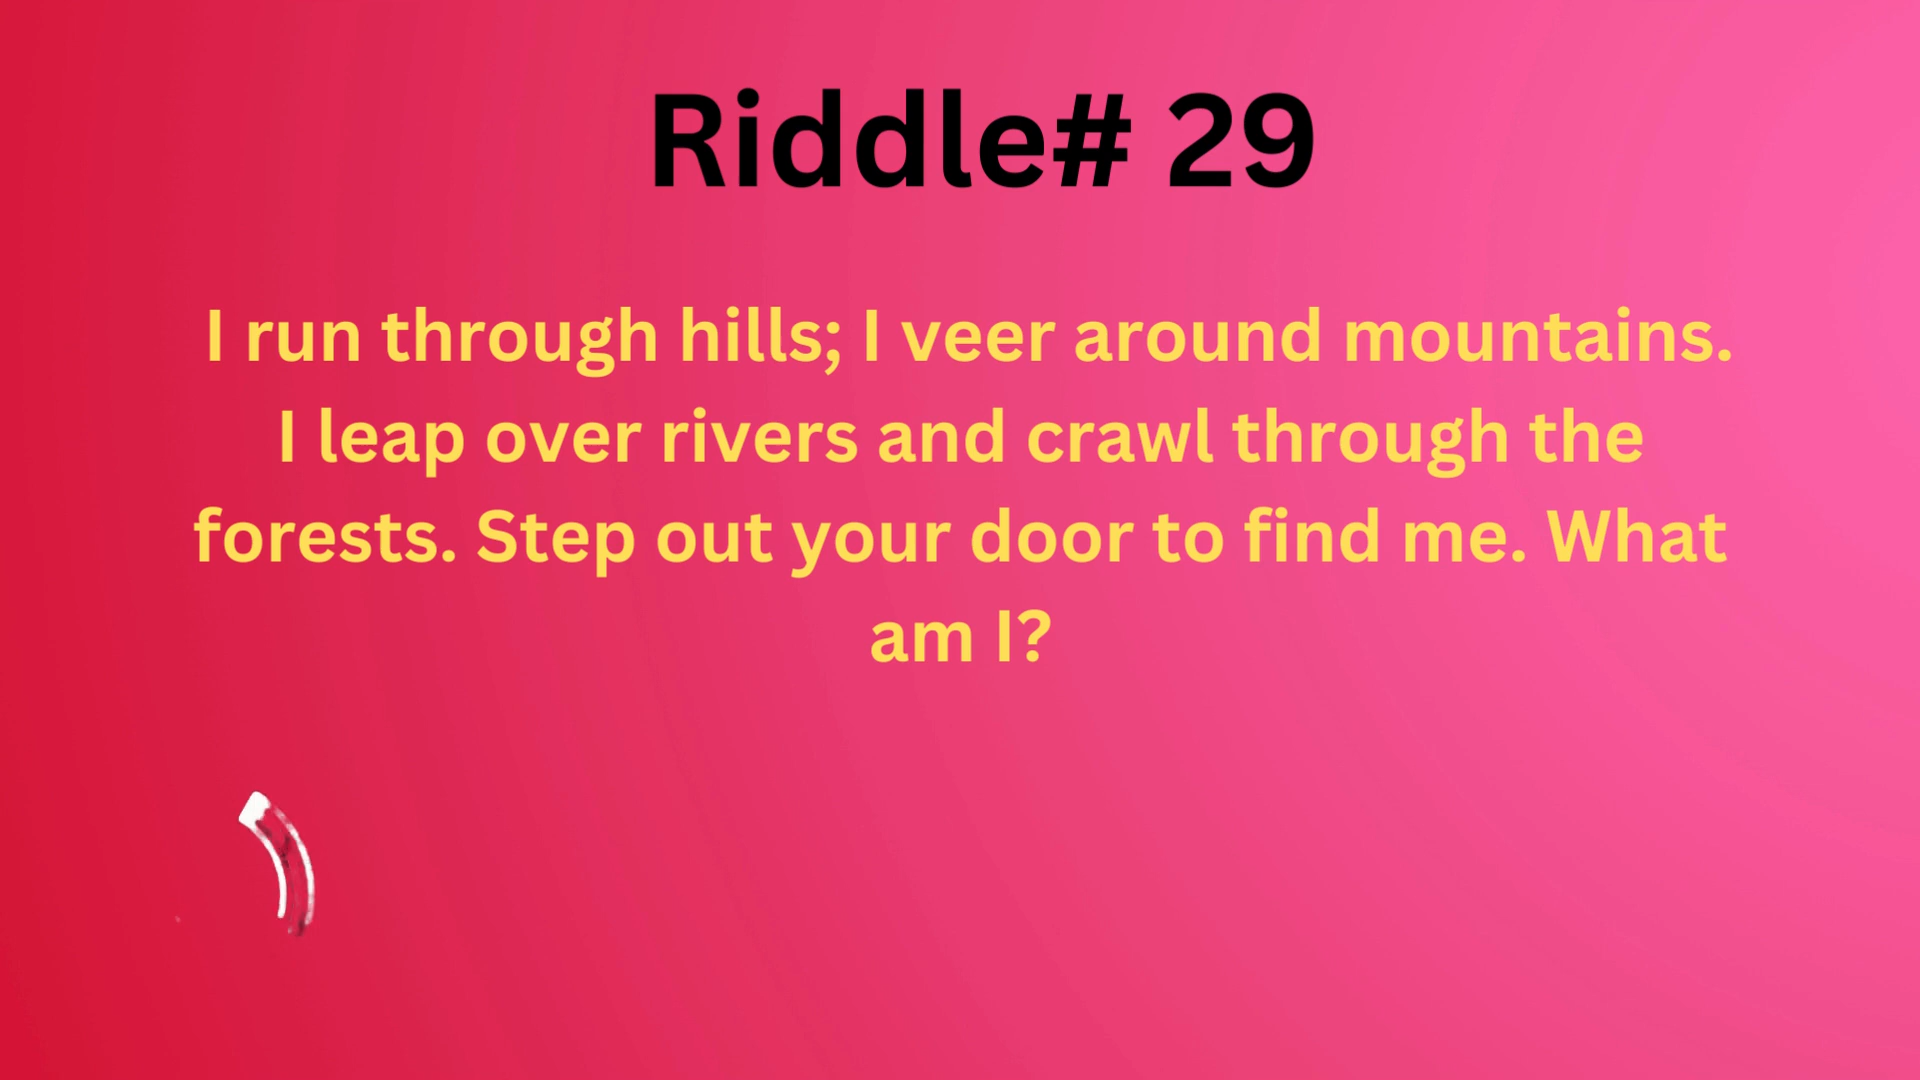 Riddle# 29
I run through hills; I veer around mountains.
I leap over rivers and crawl through the
forests. Step out your door to find me. What
am I?